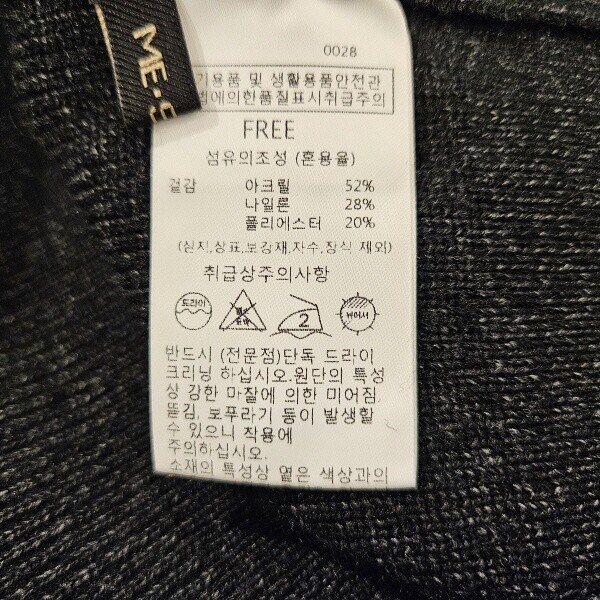 ME·S
0028
기용품 및 생활용품안전관
법에의한품질표시취급주의
FREE
섬유의조성 (혼용율)
겉감 아크릴 52%
나일론 28%
폴리에스터 20%
(심지,상표,보강재,자수,장식 제외)
취급상주의사항
드라이
2
뉘어서
반드시 (전문점)단독 드라이
크리닝 하십시오.원단의 특성
상 강한 마찰에 의한 미어짐,
뜯김, 보푸라기 등이 발생할
수 있으니 착용에
주의하십시오.
소재의 특성상 옅은 색상과의